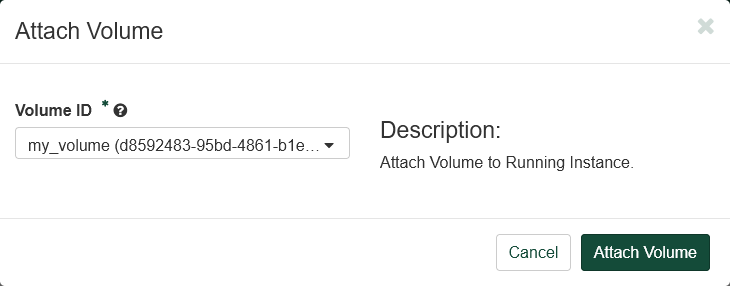 Attach Volume
×
Volume ID * ?
my_volume (d8592483-95bd-4861-b1e…
Description:
Attach Volume to Running Instance.
Cancel
Attach Volume